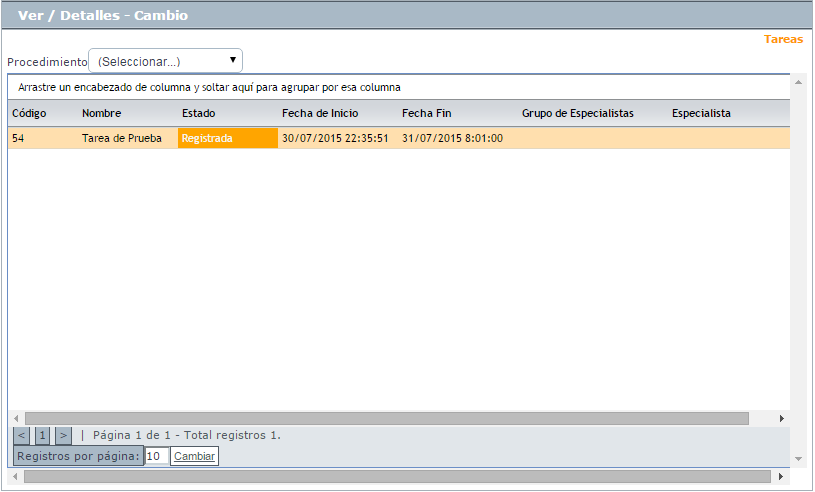 Ver / Detalles - Cambio
Tareas
Procedimiento (Seleccionar...)
Arrastre un encabezado de columna y soltar aquí para agrupar por esa columna
Código Nombre Estado Fecha de Inicio Fecha Fin Grupo de Especialistas Especialista
54 Tarea de Prueba Registrada 30/07/2015 22:35:51 31/07/2015 8:01:00
< 1 > | Página 1 de 1 - Total registros 1.
Registros por página: 10 Cambiar